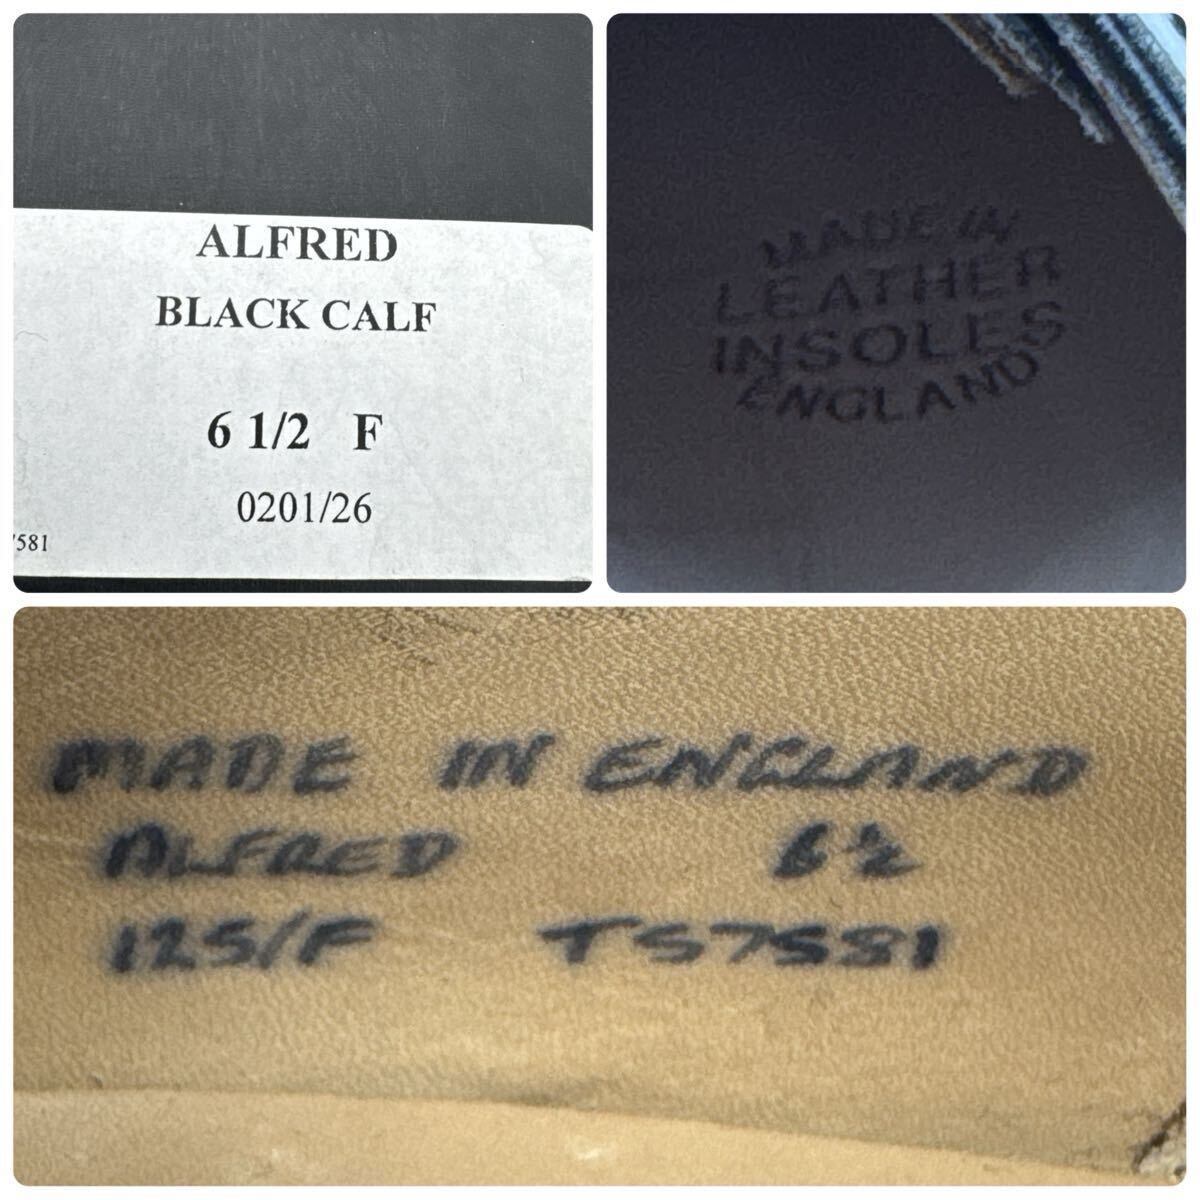 ALFRED
BLACK CALF
6 1/2 F
0201/26
7581
MADE IN
LEATHER
INSOLES
ENGLAND
MADE IN ENGLAND
ALFRED 6½
125/F TS7581